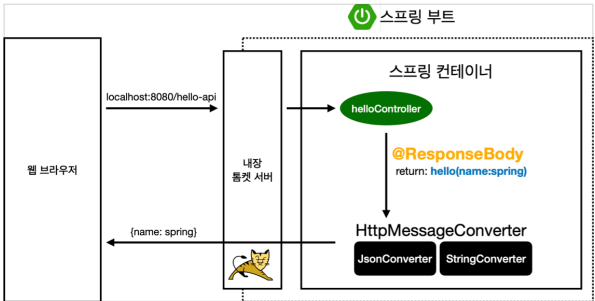 스프링 부트
웹 브라우저
localhost:8080/hello-api
내장
톰켓 서버
스프링 컨테이너
helloController
@ResponseBody
return: hello(name:spring)
HttpMessageConverter
JsonConverter
StringConverter
{name: spring}